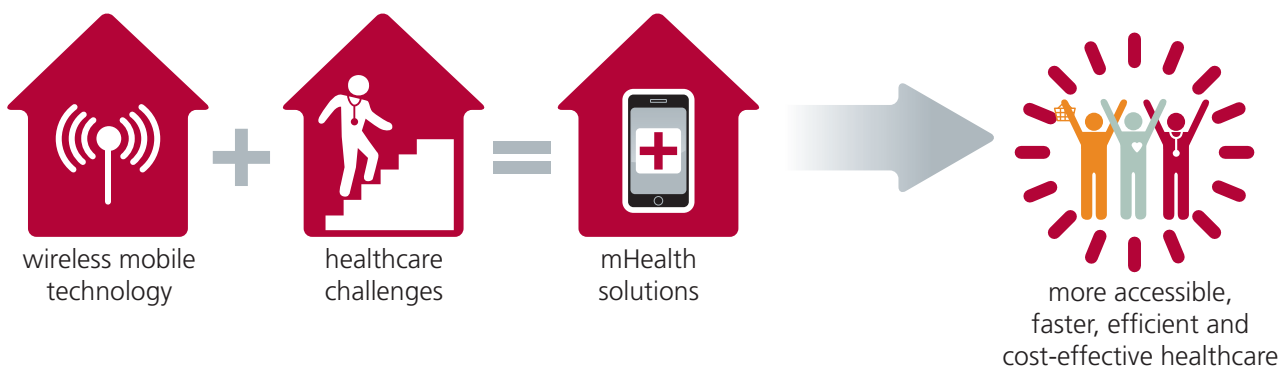 wireless mobile
technology
healthcare
challenges
mHealth
solutions
more accessible,
faster, efficient and
cost-effective healthcare